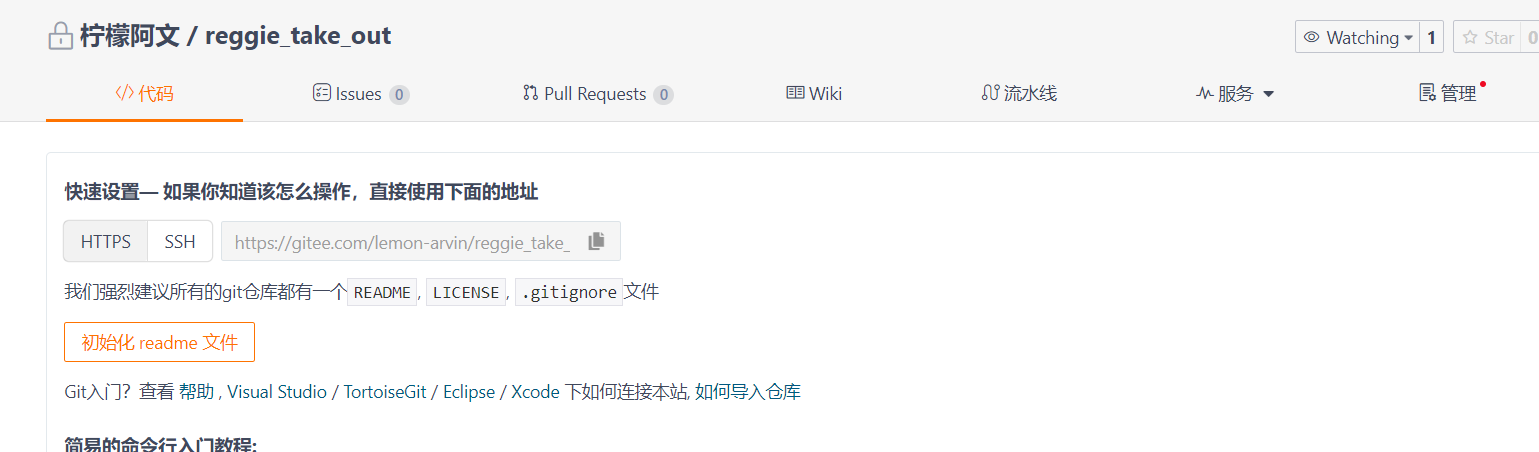 柠檬阿文 / reggie_take_out
Watching 1 Star 0
代码 Issues 0 Pull Requests 0 Wiki 流水线 服务 管理
快速设置— 如果你知道该怎么操作，直接使用下面的地址
HTTPS SSH https://gitee.com/lemon-arvin/reggie_take_
我们强烈建议所有的git仓库都有一个 README, LICENSE, .gitignore 文件
初始化 readme 文件
Git入门？查看 帮助 , Visual Studio / TortoiseGit / Eclipse / Xcode 下如何连接本站, 如何导入仓库
简易的命令行入门教程: